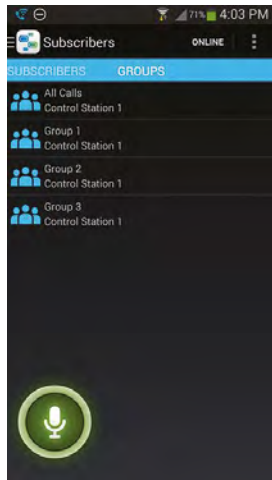 71% 4:03 PM
Subscribers ONLINE
SUBSCRIBERS GROUPS
All Calls
Control Station 1
Group 1
Control Station 1
Group 2
Control Station 1
Group 3
Control Station 1